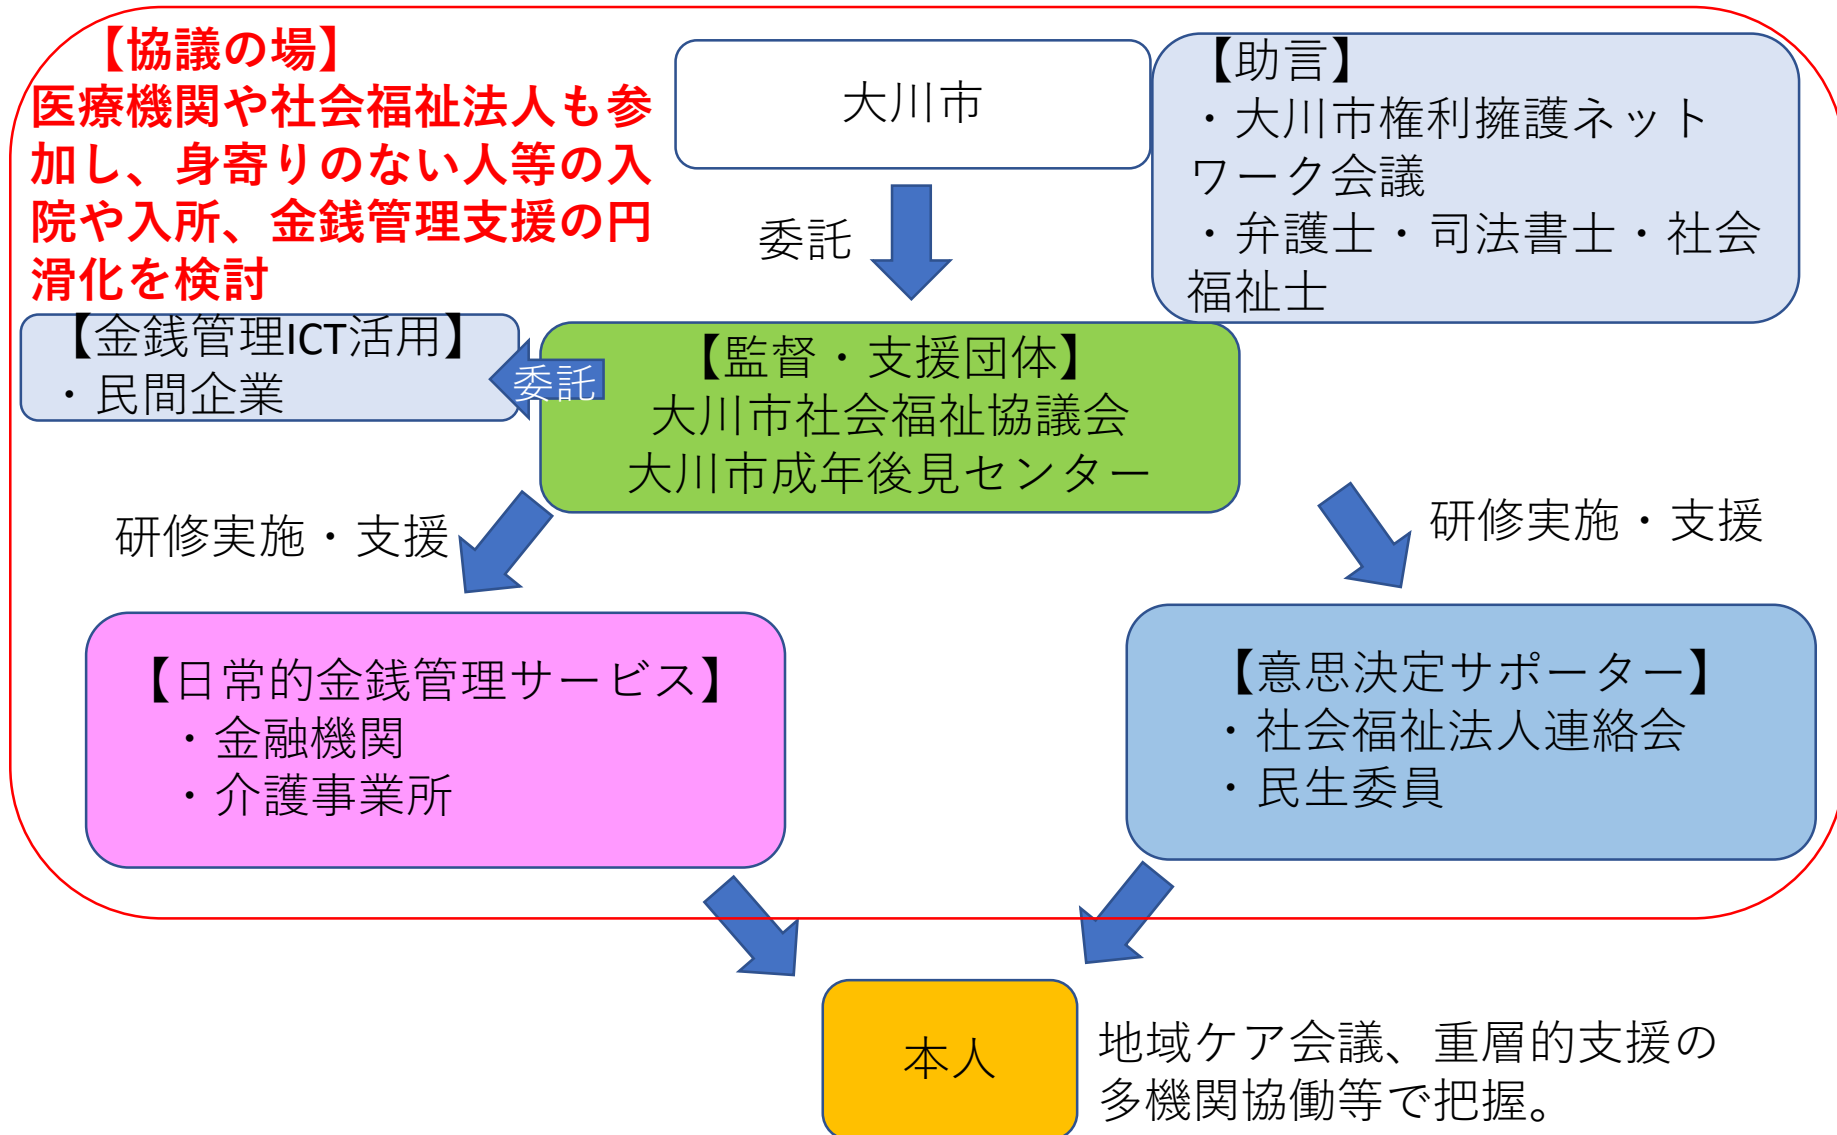 【協議の場】
医療機関や社会福祉法人も参
加し、身寄りのない人等の入
院や入所、金銭管理支援の円
滑化を検討
大川市
【助言】
・大川市権利擁護ネット
ワーク会議
・弁護士・司法書士・社会
福祉士
委託
【金銭管理ICT活用】
・民間企業
委託
【監督・支援団体】
大川市社会福祉協議会
大川市成年後見センター
研修実施・支援
研修実施・支援
【日常的金銭管理サービス】
・金融機関
・介護事業所
【意思決定サポーター】
・社会福祉法人連絡会
・民生委員
本人
地域ケア会議、重層的支援の
多機関協働等で把握。